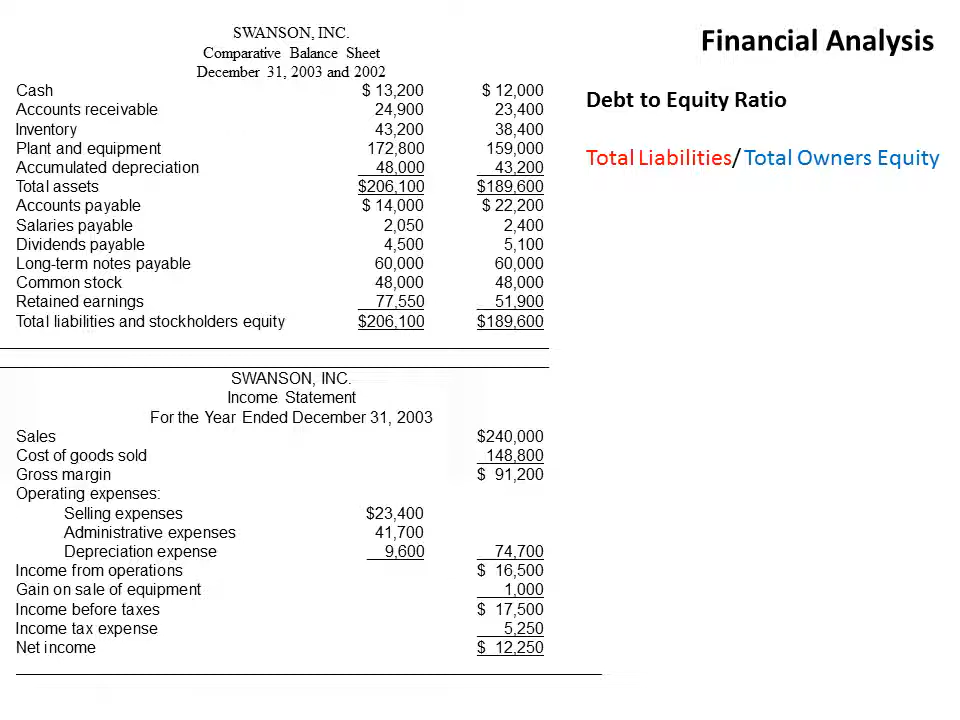 SWANSON, INC.
Comparative Balance Sheet
December 31, 2003 and 2002
Cash $ 13,200 $ 12,000
Accounts receivable 24,900 23,400
Inventory 43,200 38,400
Plant and equipment 172,800 159,000
Accumulated depreciation 48,000 43,200
Total assets $206,100 $189,600
Accounts payable $ 14,000 $ 22,200
Salaries payable 2,050 2,400
Dividends payable 4,500 5,100
Long-term notes payable 60,000 60,000
Common stock 48,000 48,000
Retained earnings 77,550 51,900
Total liabilities and stockholders equity $206,100 $189,600
SWANSON, INC.
Income Statement
For the Year Ended December 31, 2003
Sales $240,000
Cost of goods sold 148,800
Gross margin $ 91,200
Operating expenses:
Selling expenses $23,400
Administrative expenses 41,700
Depreciation expense 9,600 74,700
Income from operations $ 16,500
Gain on sale of equipment 1,000
Income before taxes $ 17,500
Income tax expense 5,250
Net income $ 12,250
Financial Analysis
Debt to Equity Ratio
Total Liabilities/ Total Owners Equity